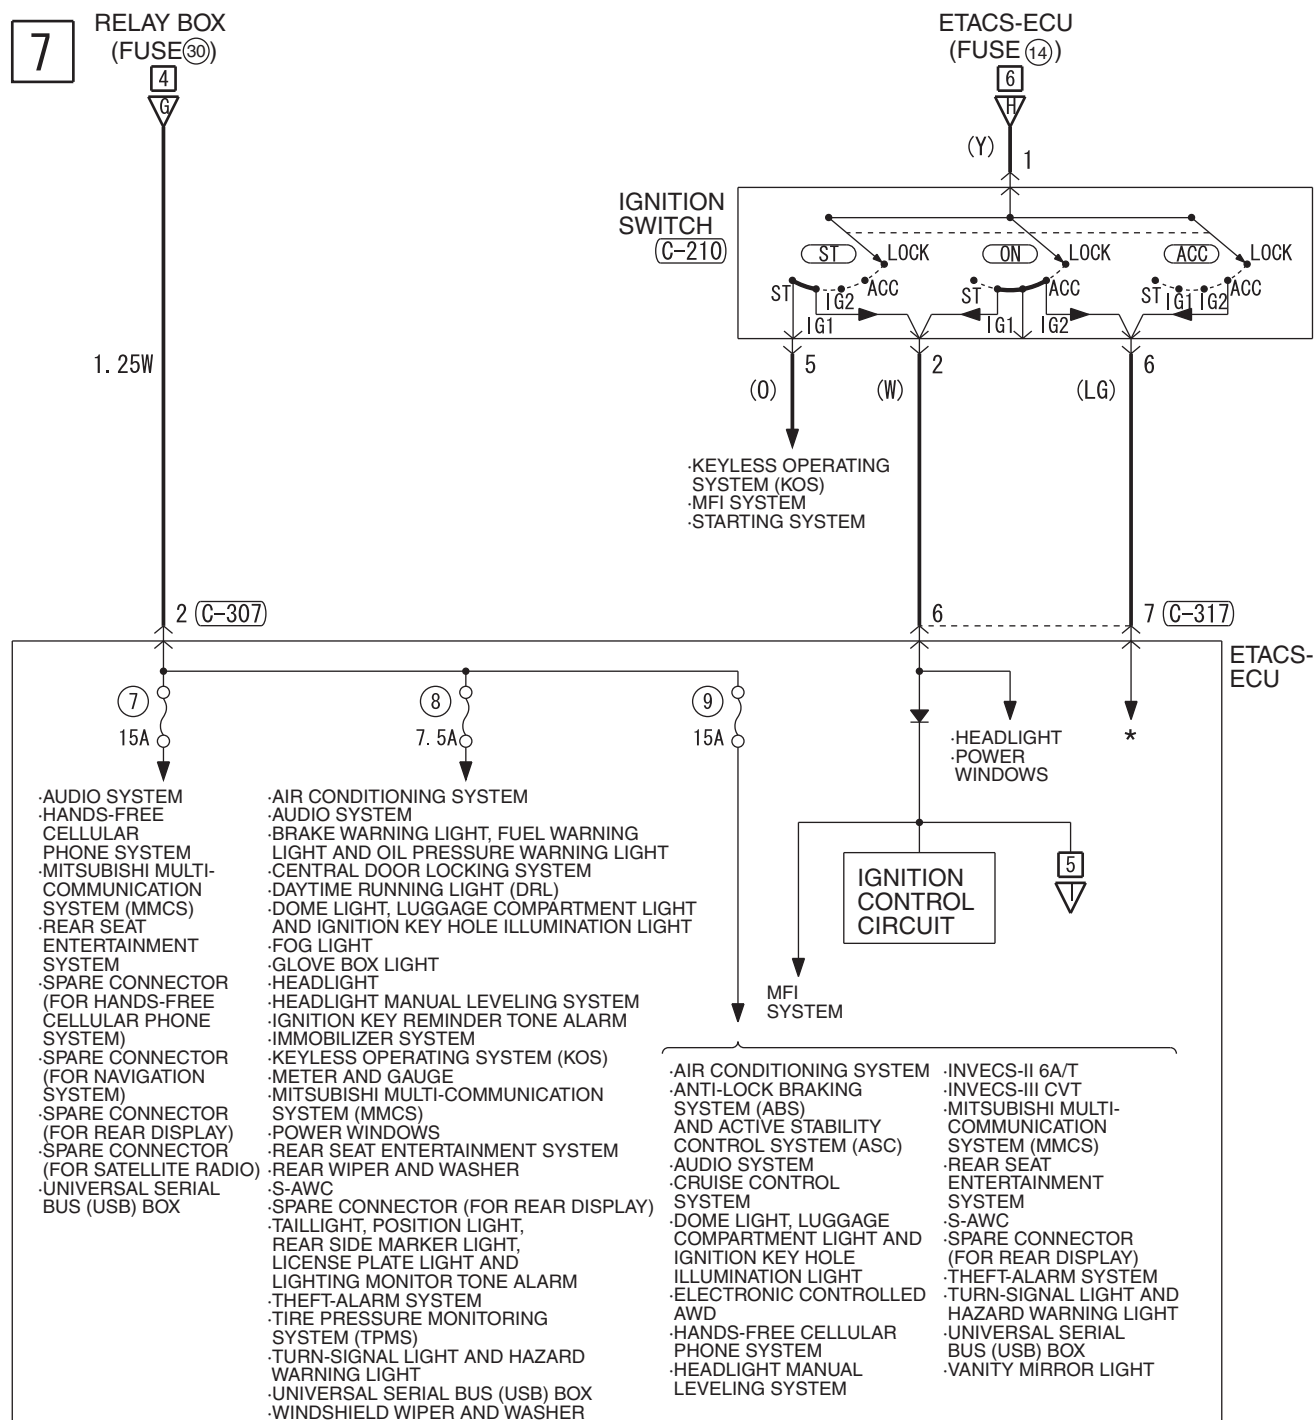 7
RELAY BOX
(FUSE㉚)
4
G
ETACS-ECU
(FUSE ⑭)
6
H
(Y)
1
IGNITION
SWITCH
C-210
ST
LOCK
ST
IG1
IG2
ACC
ON
LOCK
ST
IG1
IG2
ACC
ACC
LOCK
ST
IG1
IG2
ACC
1.25W
5
2
6
(O)
(W)
(LG)
·KEYLESS OPERATING
SYSTEM (KOS)
·MFI SYSTEM
·STARTING SYSTEM
2 C-307
6
7 C-317
ETACS-
ECU
7
15A
8
7.5A
9
15A
·HEADLIGHT
·POWER
WINDOWS
*
IGNITION
CONTROL
CIRCUIT
5
I
MFI
SYSTEM
·AUDIO SYSTEM
·HANDS-FREE
CELLULAR
PHONE SYSTEM
·MITSUBISHI MULTI-
COMMUNICATION
SYSTEM (MMCS)
·REAR SEAT
ENTERTAINMENT
SYSTEM
·SPARE CONNECTOR
(FOR HANDS-FREE
CELLULAR PHONE
SYSTEM)
·SPARE CONNECTOR
(FOR NAVIGATION
SYSTEM)
·SPARE CONNECTOR
(FOR REAR DISPLAY)
·SPARE CONNECTOR
(FOR SATELLITE RADIO)
·UNIVERSAL SERIAL
BUS (USB) BOX
·AIR CONDITIONING SYSTEM
·AUDIO SYSTEM
·BRAKE WARNING LIGHT, FUEL WARNING
LIGHT AND OIL PRESSURE WARNING LIGHT
·CENTRAL DOOR LOCKING SYSTEM
·DAYTIME RUNNING LIGHT (DRL)
·DOME LIGHT, LUGGAGE COMPARTMENT LIGHT
AND IGNITION KEY HOLE ILLUMINATION LIGHT
·FOG LIGHT
·GLOVE BOX LIGHT
·HEADLIGHT
·HEADLIGHT MANUAL LEVELING SYSTEM
·IGNITION KEY REMINDER TONE ALARM
·IMMOBILIZER SYSTEM
·KEYLESS OPERATING SYSTEM (KOS)
·METER AND GAUGE
·MITSUBISHI MULTI-COMMUNICATION
SYSTEM (MMCS)
·POWER WINDOWS
·REAR SEAT ENTERTAINMENT SYSTEM
·REAR WIPER AND WASHER
·S-AWC
·SPARE CONNECTOR (FOR REAR DISPLAY)
·TAILLIGHT, POSITION LIGHT,
REAR SIDE MARKER LIGHT,
LICENSE PLATE LIGHT AND
LIGHTING MONITOR TONE ALARM
·THEFT-ALARM SYSTEM
·TIRE PRESSURE MONITORING
SYSTEM (TPMS)
·TURN-SIGNAL LIGHT AND HAZARD
WARNING LIGHT
·UNIVERSAL SERIAL BUS (USB) BOX
·WINDSHIELD WIPER AND WASHER
·AIR CONDITIONING SYSTEM
·ANTI-LOCK BRAKING
SYSTEM (ABS)
AND ACTIVE STABILITY
CONTROL SYSTEM (ASC)
·AUDIO SYSTEM
·CRUISE CONTROL
SYSTEM
·DOME LIGHT, LUGGAGE
COMPARTMENT LIGHT AND
IGNITION KEY HOLE
ILLUMINATION LIGHT
·ELECTRONIC CONTROLLED
AWD
·HANDS-FREE CELLULAR
PHONE SYSTEM
·HEADLIGHT MANUAL
LEVELING SYSTEM
·INVECS-II 6A/T
·INVECS-III CVT
·MITSUBISHI MULTI-
COMMUNICATION
SYSTEM (MMCS)
·REAR SEAT
ENTERTAINMENT
SYSTEM
·S-AWC
·SPARE CONNECTOR
(FOR REAR DISPLAY)
·THEFT-ALARM SYSTEM
·TURN-SIGNAL LIGHT AND
HAZARD WARNING LIGHT
·UNIVERSAL SERIAL
BUS (USB) BOX
·VANITY MIRROR LIGHT